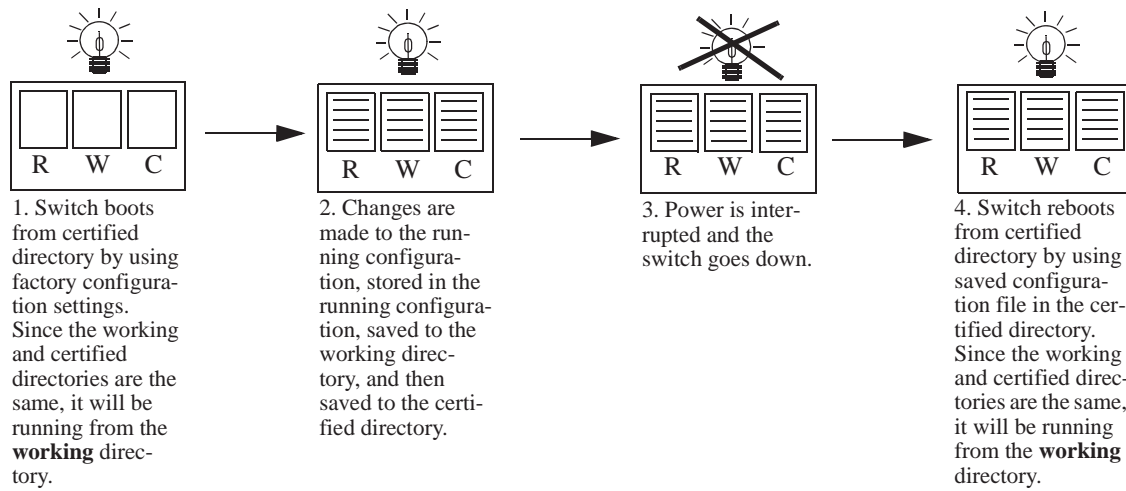 R W C
1. Switch boots
from certified
directory by using
factory configura-
tion settings.
Since the working
and certified
directories are the
same, it will be
running from the
working direc-
tory.
R W C
2. Changes are
made to the run-
ning configura-
tion, stored in the
running configura-
tion, saved to the
working direc-
tory, and then
saved to the certi-
fied directory.
R W C
3. Power is inter-
rupted and the
switch goes down.
R W C
4. Switch reboots
from certified
directory by using
saved configura-
tion file in the cer-
tified directory.
Since the working
and certified direc-
tories are the same,
it will be running
from the working
directory.